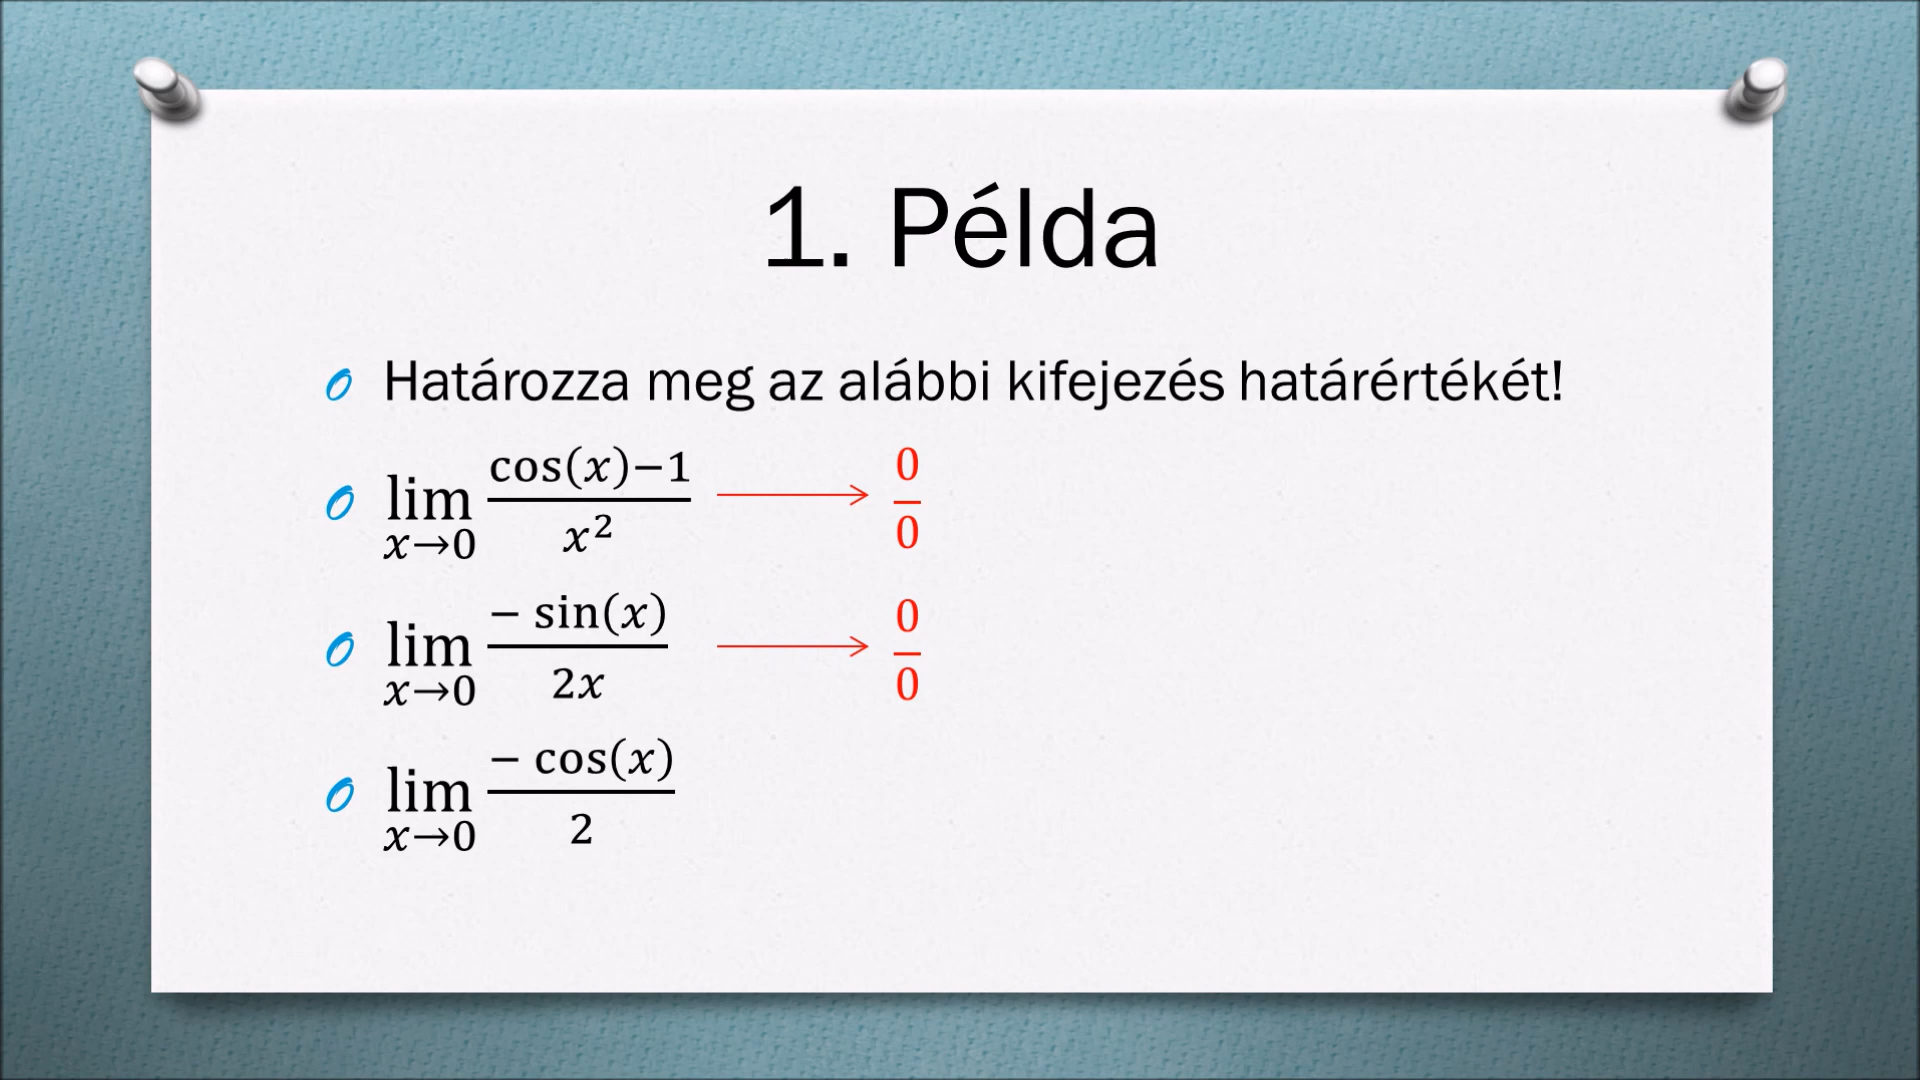 1. Példa
Határozza meg az alábbi kifejezés határértékét!
lim x→0 cos(x)−1 / x² ⟶ 0/0
lim x→0 − sin(x) / 2x ⟶ 0/0
lim x→0 − cos(x) / 2